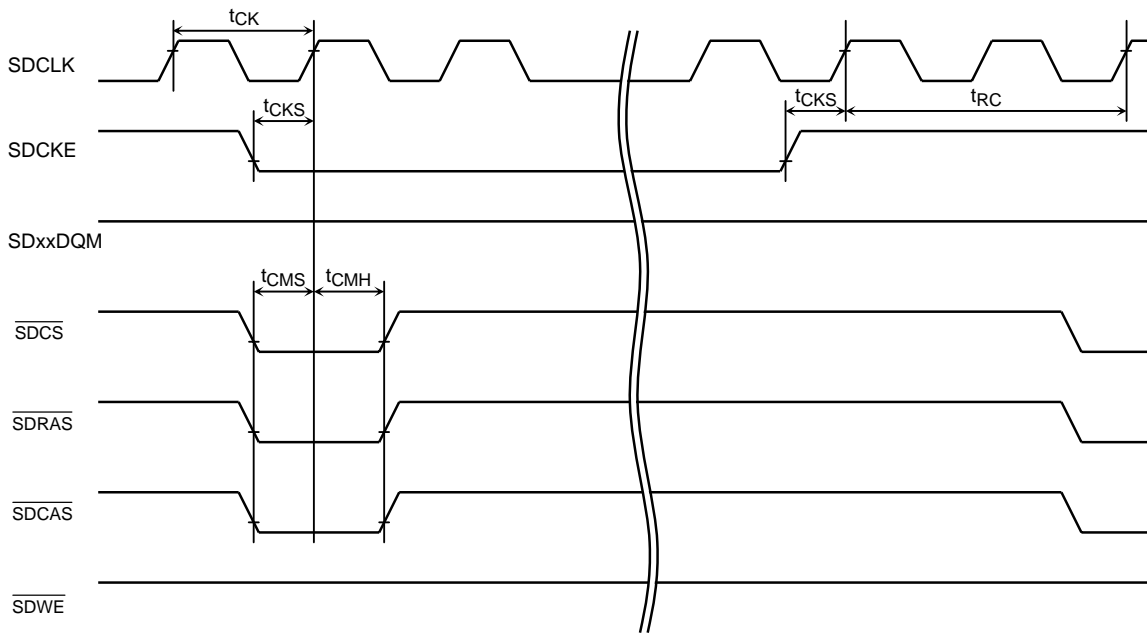 tCK
SDCLK
tCKS
tCKS
tRC
SDCKE
SDxxDQM
tCMS
tCMH
SDCS
SDRAS
SDCAS
SDWE